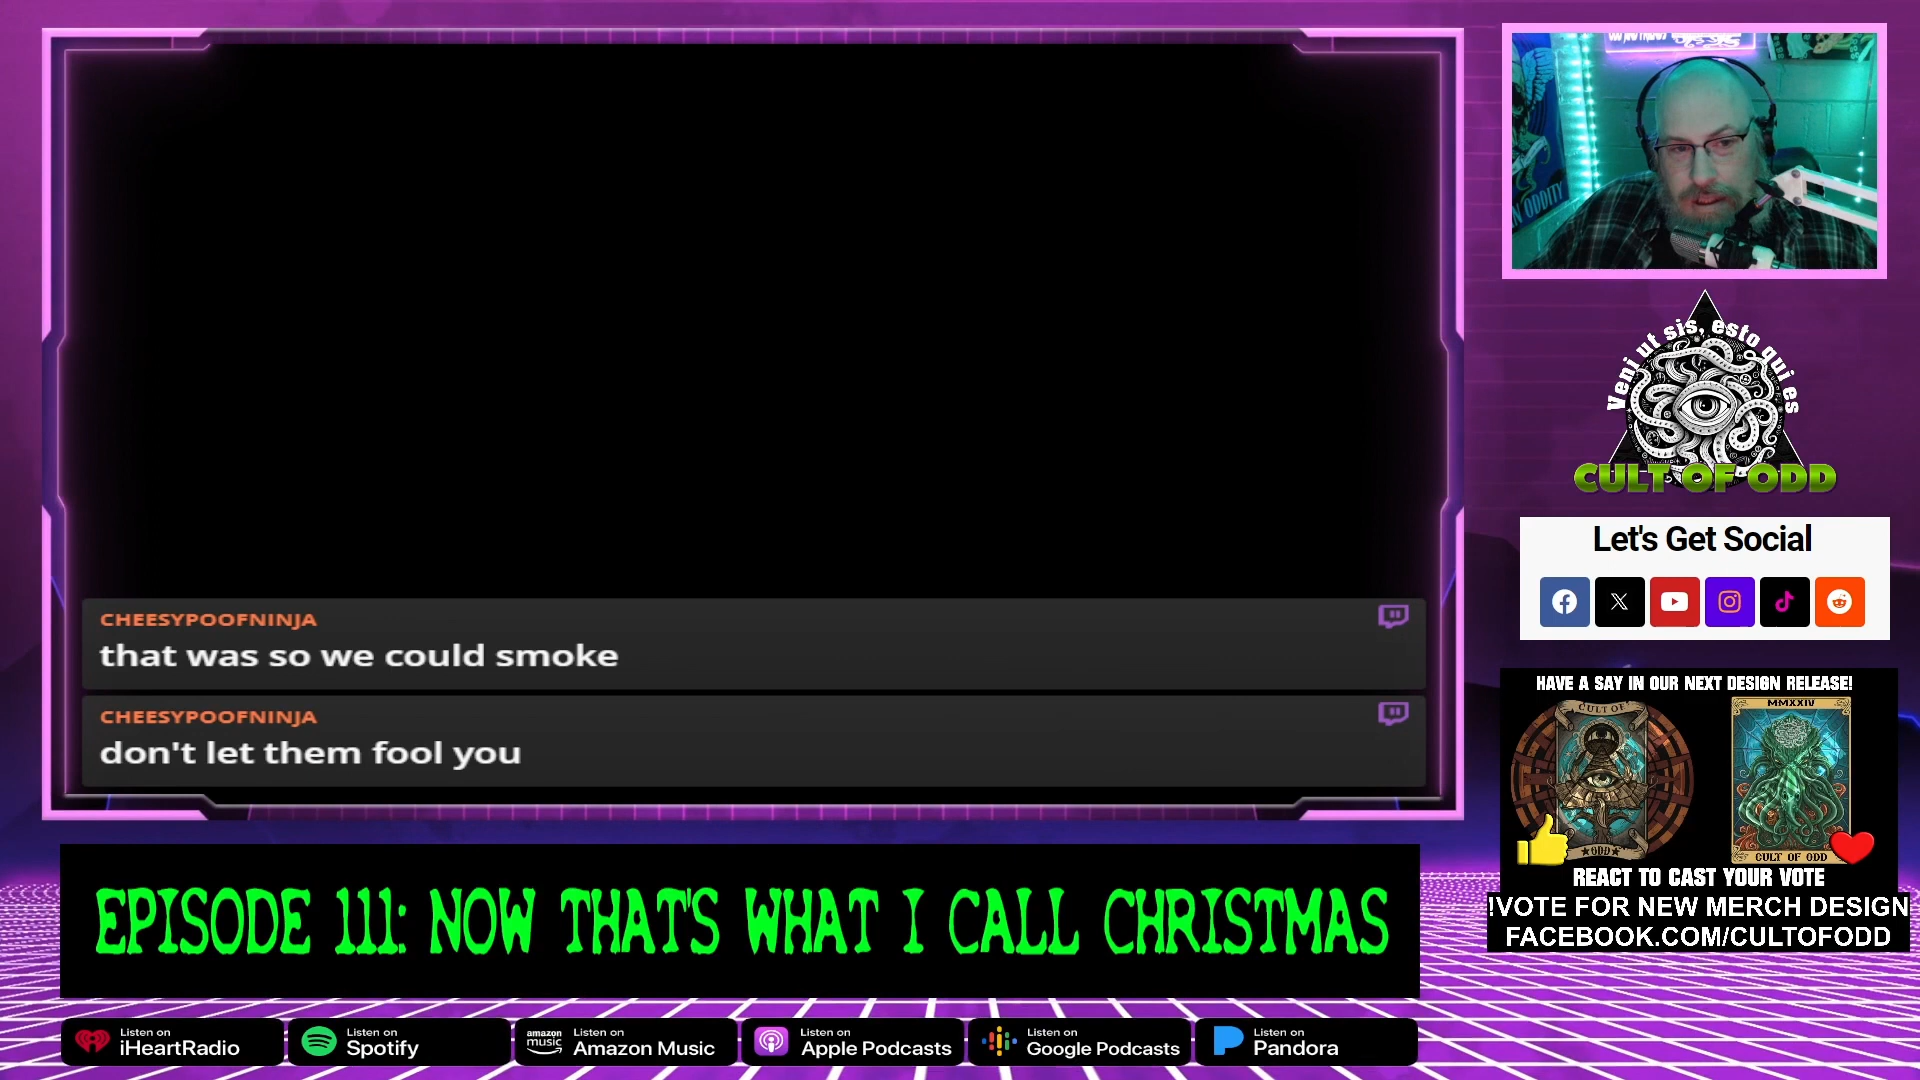 CHEESYPOOFNINJA
that was so we could smoke
CHEESYPOOFNINJA
don't let them fool you
EPISODE 111: NOW THAT'S WHAT I CALL CHRISTMAS
Listen on
iHeartRadio
Listen on
Spotify
amazon music
Listen on
Amazon Music
Listen on
Apple Podcasts
Listen on
Google Podcasts
Listen on
Pandora
N ODDITY
Veni ut sis, esto qui es
CULT OF ODD
Let's Get Social
HAVE A SAY IN OUR NEXT DESIGN RELEASE!
CULT OF
★ODD★
MMXXIV
CULT OF ODD
REACT TO CAST YOUR VOTE
!VOTE FOR NEW MERCH DESIGN
FACEBOOK.COM/CULTOFODD